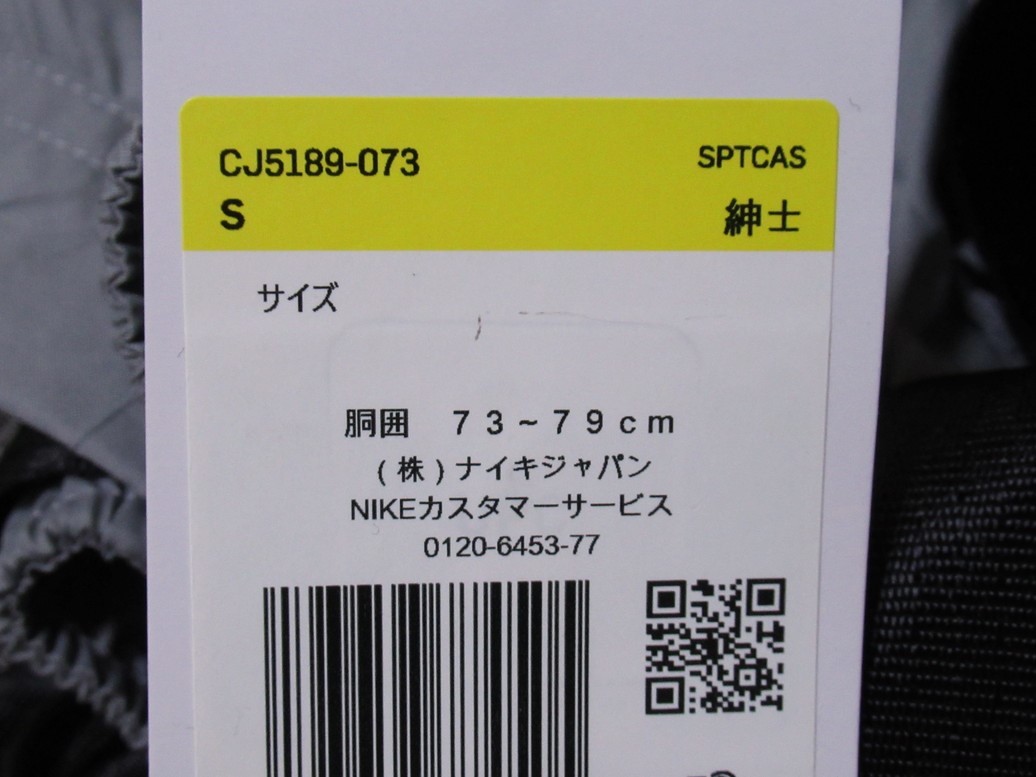 CJ5189-073 SPTCAS
S 紳士
サイズ
胴囲 73~79cm
(株)ナイキジャパン
NIKEカスタマーサービス
0120-6453-77